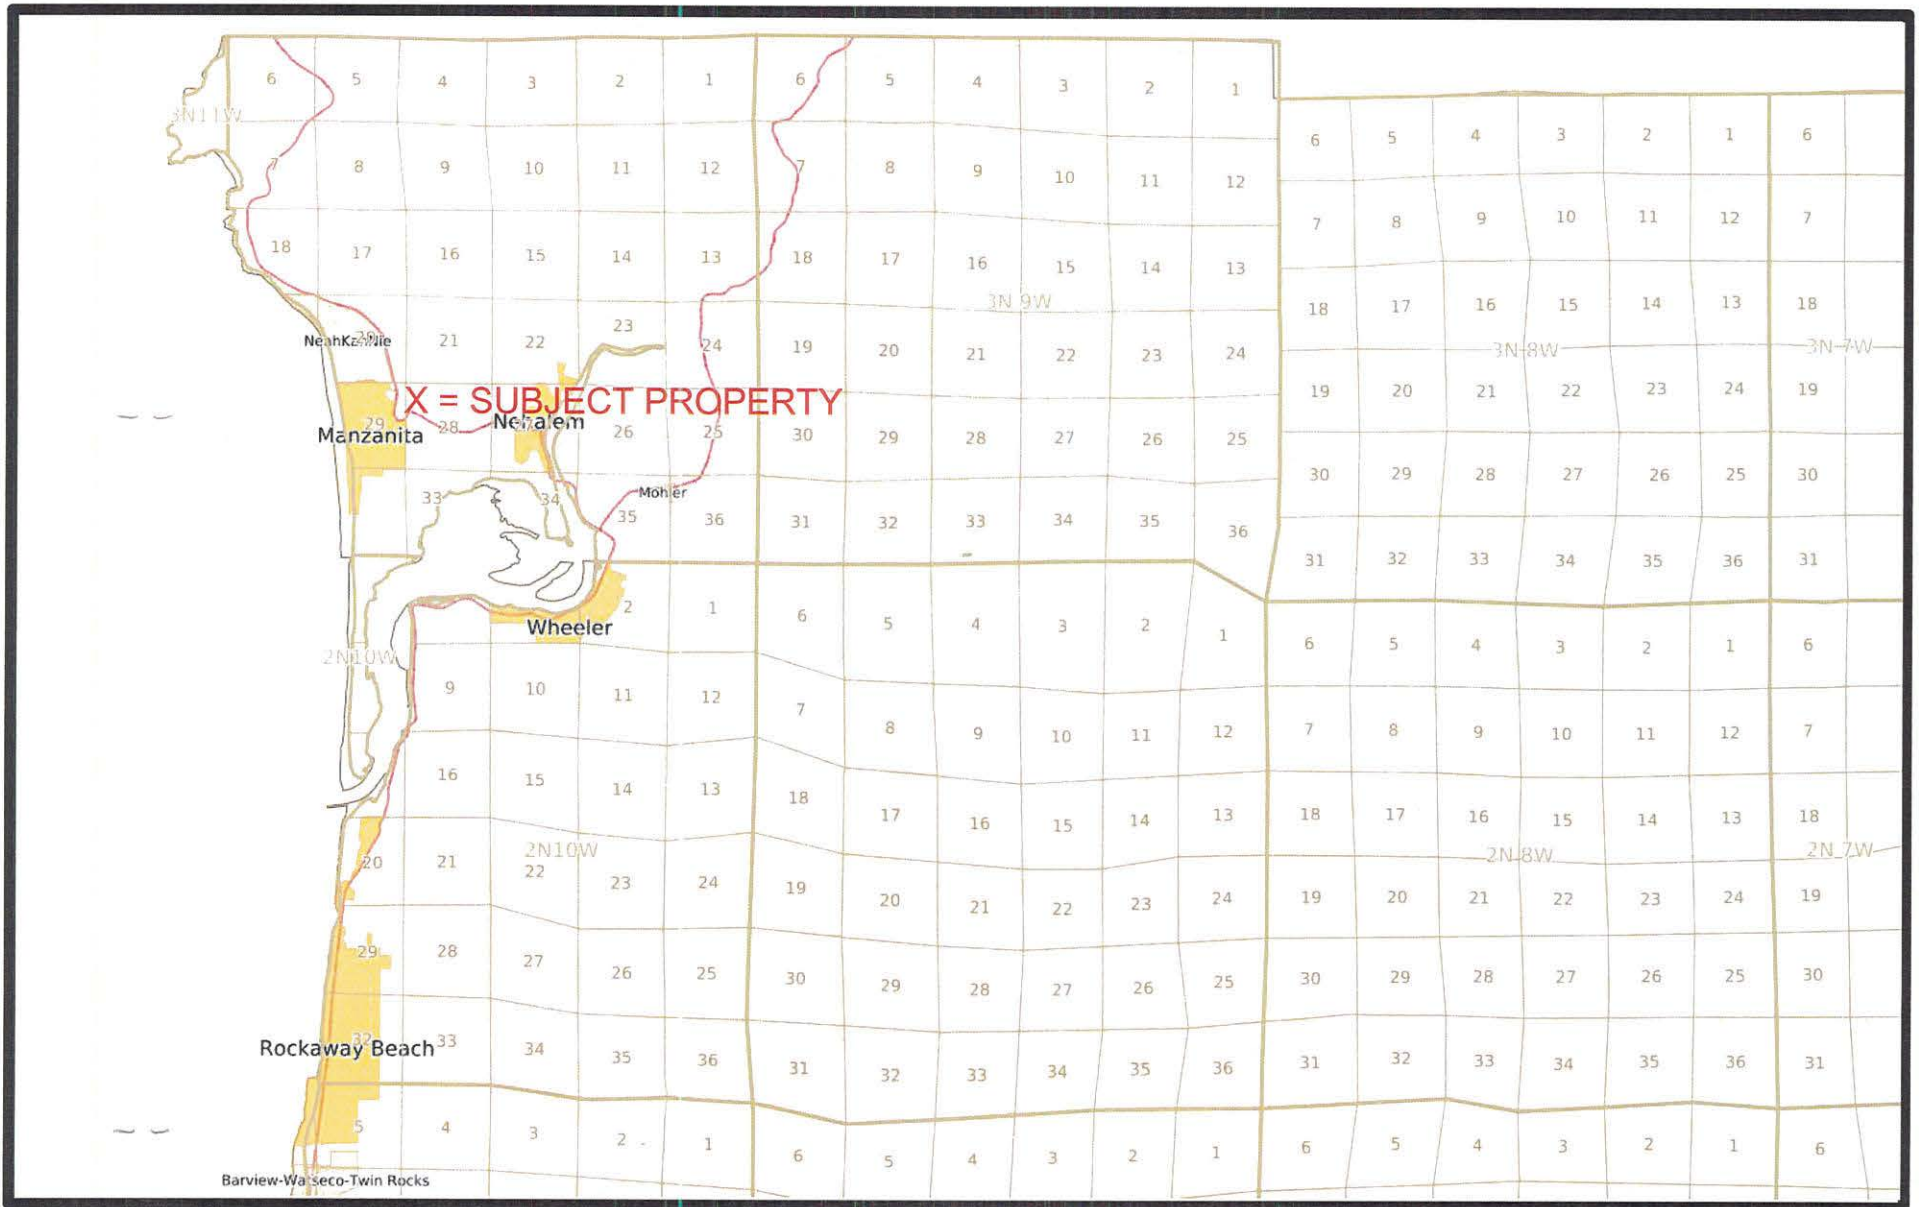 6 5 4 3 2 1 6 5 4 3 2 1
3N11W
6 5 4 3 2 1 6
7 8 9 10 11 12 7 8 9 10 11 12
7 8 9 10 11 12 7
18 17 16 15 14 13 18 17 16 15 14 13
3N 9W
18 17 16 15 14 13 18
NeahKahNie 20 21 22 23 24 19 20 21 22 23 24
3N 8W 3N 7W
19 20 21 22 23 24 19
X = SUBJECT PROPERTY
Manzanita 29 28 Nehalem 27 26 25 30 29 28 27 26 25
30 29 28 27 26 25 30
Mohler
33 34 35 36 31 32 33 34 35 36
31 32 33 34 35 36 31
2 1 6 5 4 3 2 1
Wheeler
6 5 4 3 2 1 6
2N10W
9 10 11 12 7 8 9 10 11 12
7 8 9 10 11 12 7
16 15 14 13 18 17 16 15 14 13
18 17 16 15 14 13 18
2N10W
2N 8W 2N 7W
20 21 22 23 24 19 20 21 22 23 24
19 20 21 22 23 24 19
29 28 27 26 25 30 29 28 27 26 25
30 29 28 27 26 25 30
Rockaway Beach
32 33 34 35 36 31 32 33 34 35 36
31 32 33 34 35 36 31
5 4 3 2 1 6 5 4 3 2 1
6 5 4 3 2 1 6
Barview-Watseco-Twin Rocks